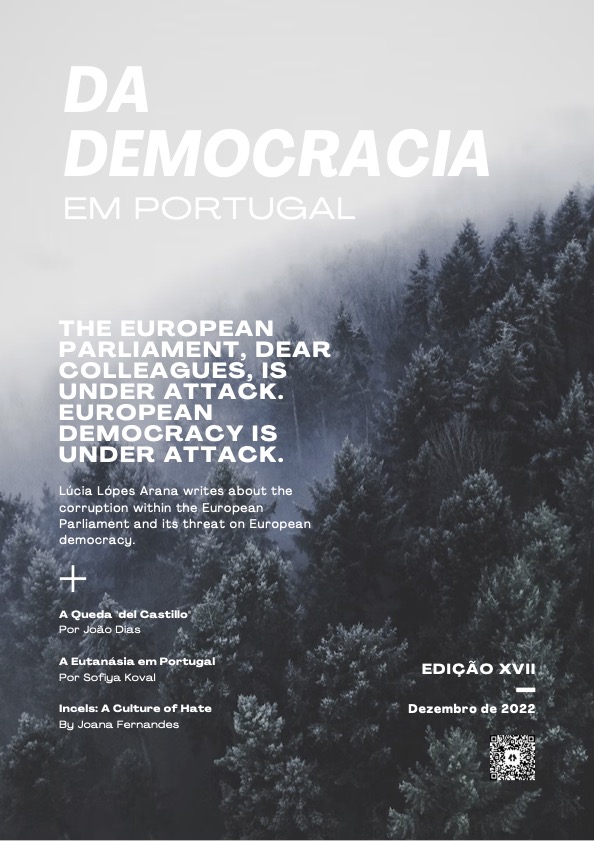 DA
DEMOCRACIA
EM PORTUGAL
THE EUROPEAN
PARLIAMENT, DEAR
COLLEAGUES, IS
UNDER ATTACK.
EUROPEAN
DEMOCRACY IS
UNDER ATTACK.
Lúcia Lópes Arana writes about the
corruption within the European
Parliament and its threat on European
democracy.
A Queda "del Castillo"
Por João Dias
A Eutanásia em Portugal
Por Sofiya Koval
Incels: A Culture of Hate
By Joana Fernandes
EDIÇÃO XVII
Dezembro de 2022